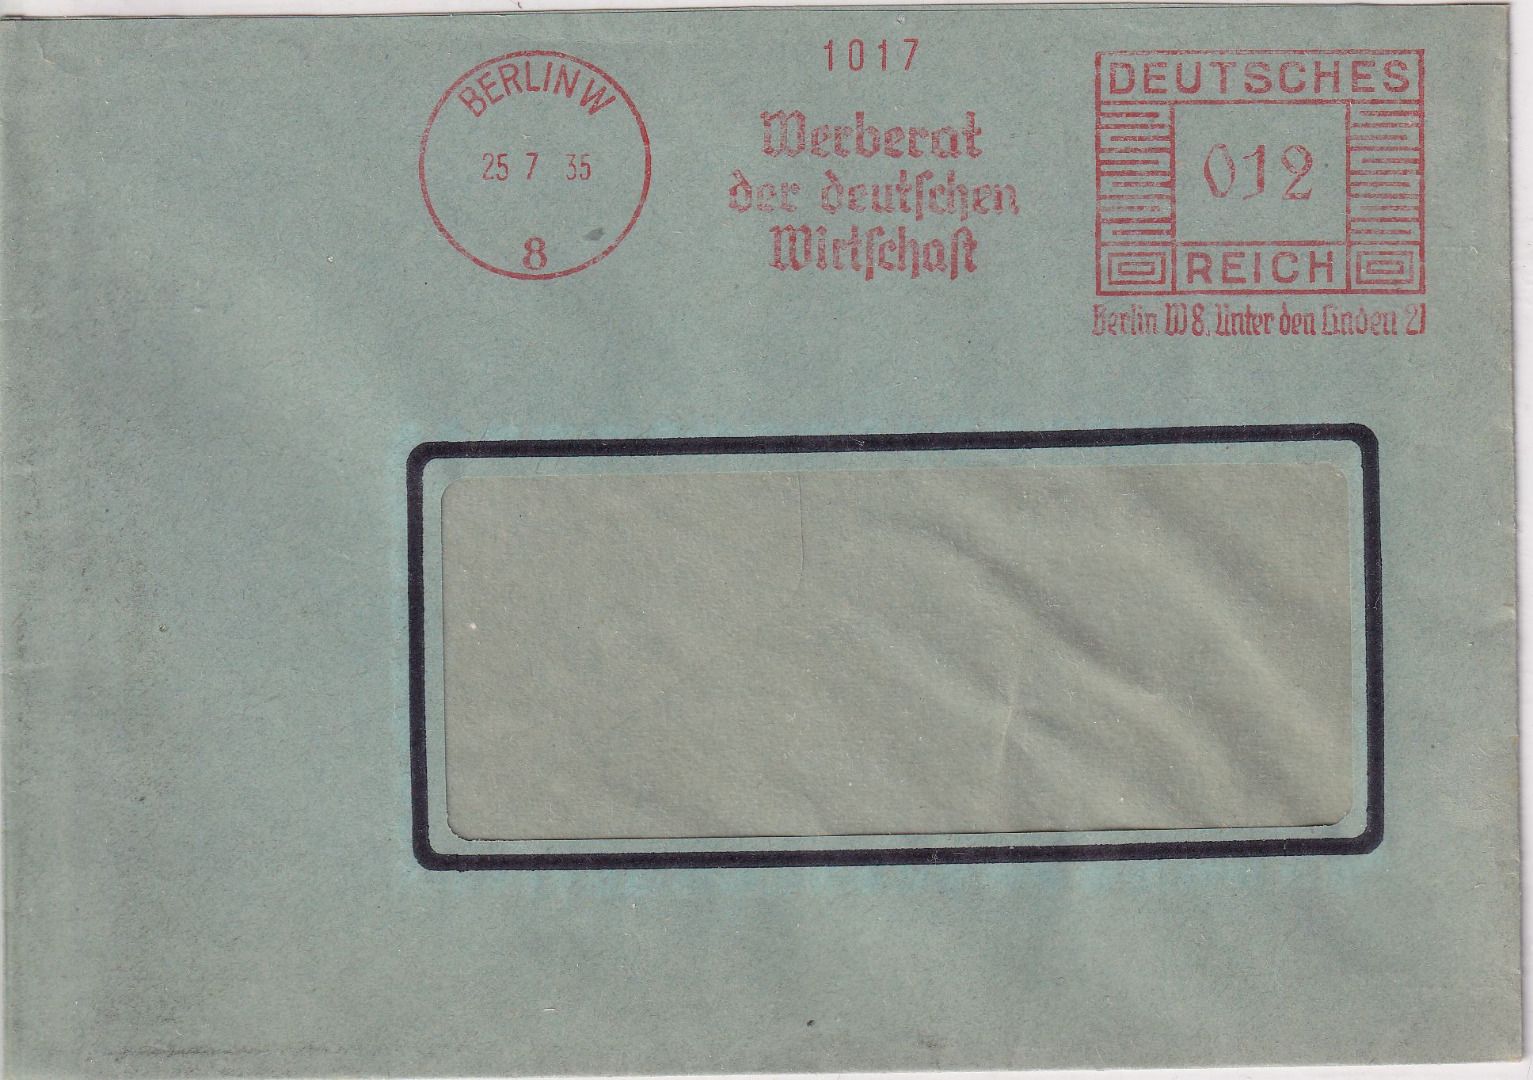 1017
BERLIN W
25 7 35
8
Werberat
der deutschen
Wirtschaft
DEUTSCHES
012
REICH
Berlin W 8, Unter den Linden 21